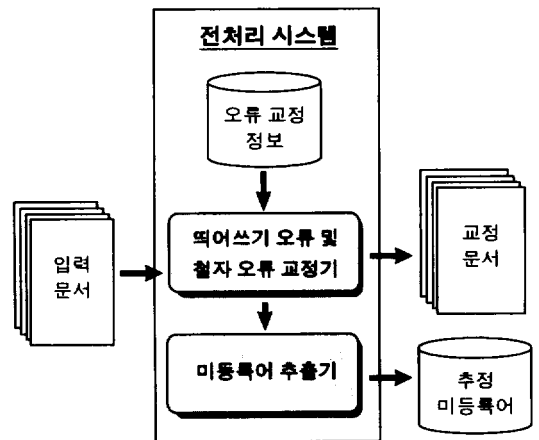 전처리 시스템
오류 교정
정보
띄어쓰기 오류 및
철자 오류 교정기
입력
문서
교정
문서
미등록어 추출기
추정
미등록어